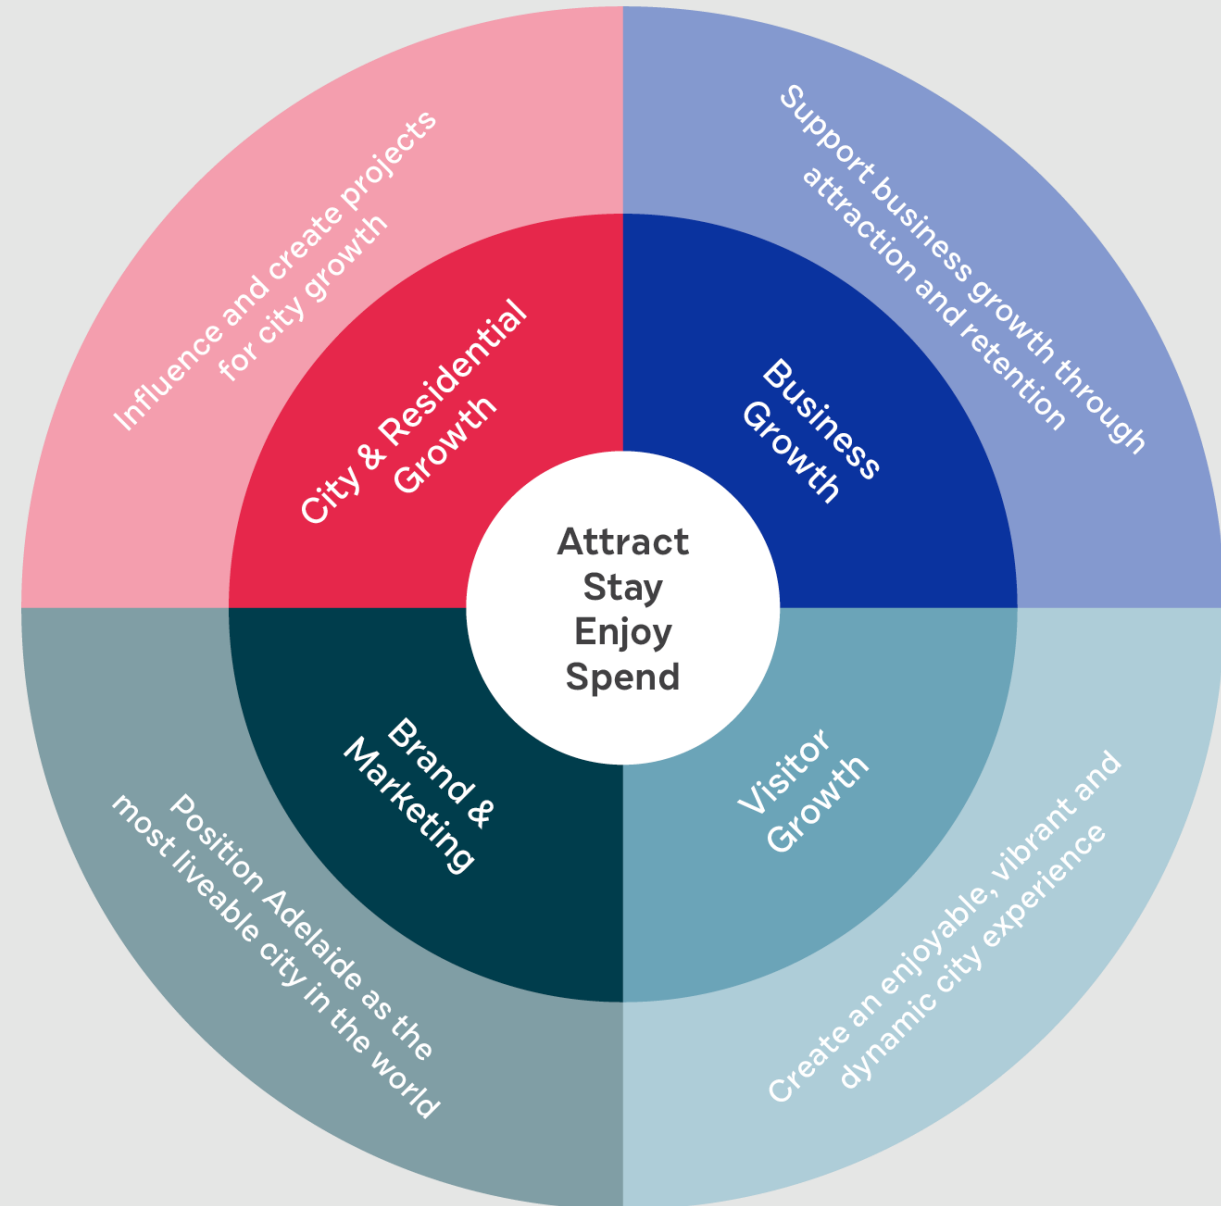 Influence and create projects
for city growth
City & Residential
Growth
Support business growth through
attraction and retention
Business
Growth
Attract
Stay
Enjoy
Spend
Brand &
Marketing
Position Adelaide as the
most liveable city in the world
Visitor
Growth
Create an enjoyable, vibrant and
dynamic city experience